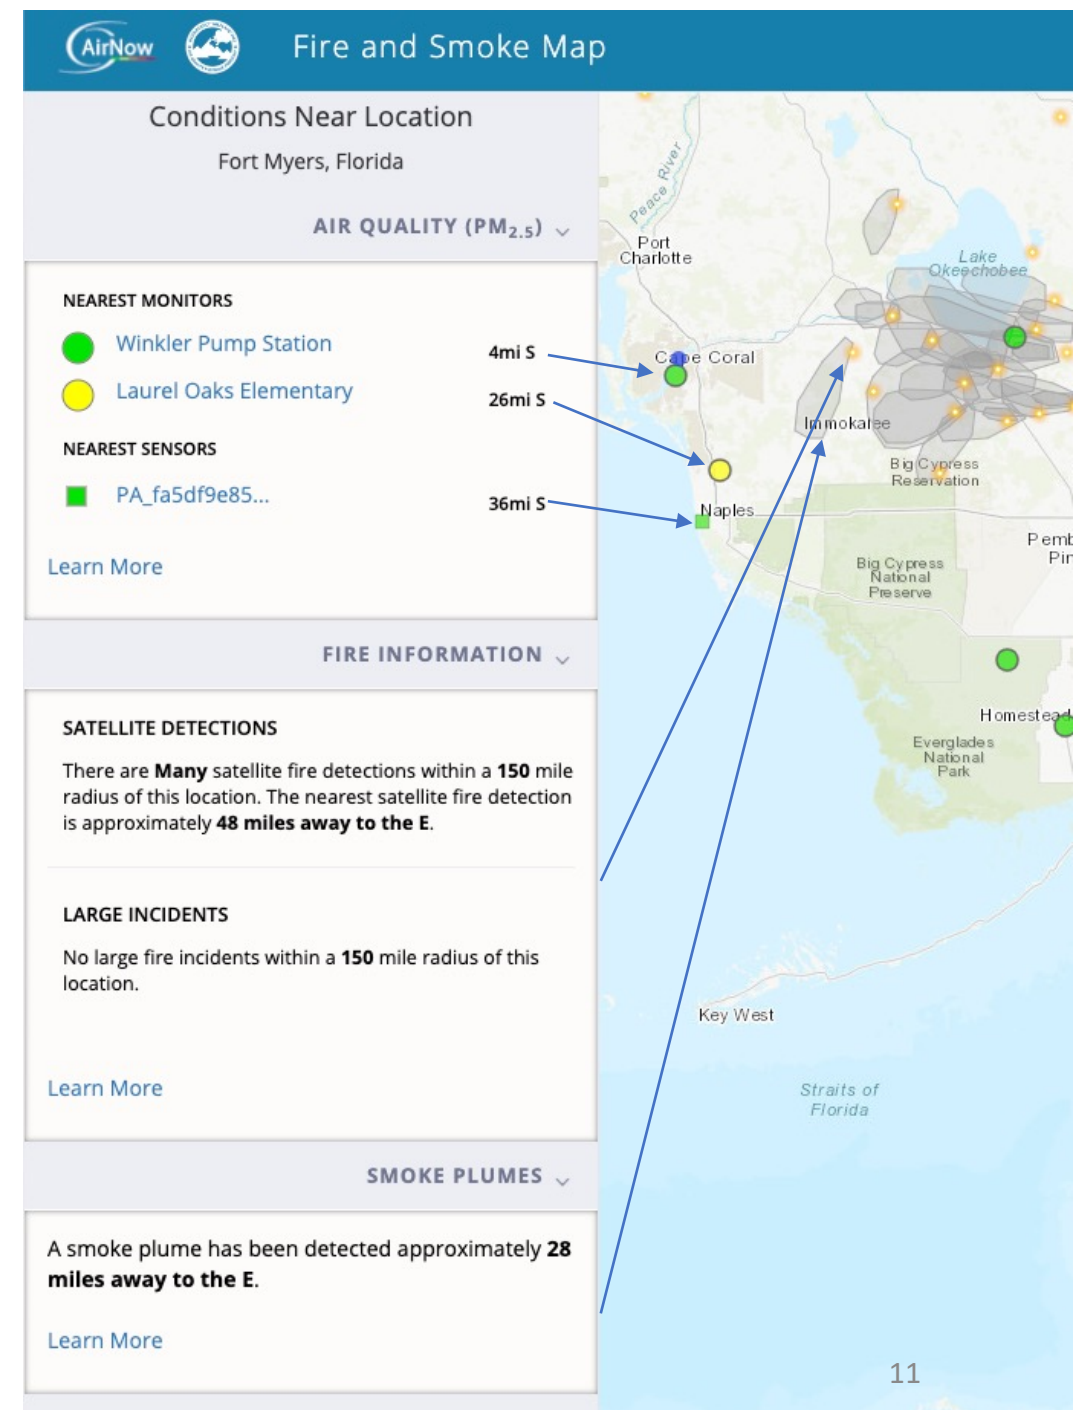 AirNow
Fire and Smoke Map
Conditions Near Location
Fort Myers, Florida
AIR QUALITY (PM2.5)
NEAREST MONITORS
Winkler Pump Station
4mi S
Laurel Oaks Elementary
26mi S
NEAREST SENSORS
PA_fa5df9e85...
36mi S
Learn More
FIRE INFORMATION
SATELLITE DETECTIONS
There are Many satellite fire detections within a 150 mile
radius of this location. The nearest satellite fire detection
is approximately 48 miles away to the E.
LARGE INCIDENTS
No large fire incidents within a 150 mile radius of this
location.
Learn More
SMOKE PLUMES
A smoke plume has been detected approximately 28
miles away to the E.
Learn More
Peace River
Port
Charlotte
Lake
Okeechobee
Cape Coral
Immokalee
Big Cypress
Reservation
Naples
Pemb
Pin
Big Cypress
National
Preserve
Homestead
Everglades
National
Park
Key West
Straits of
Florida
11